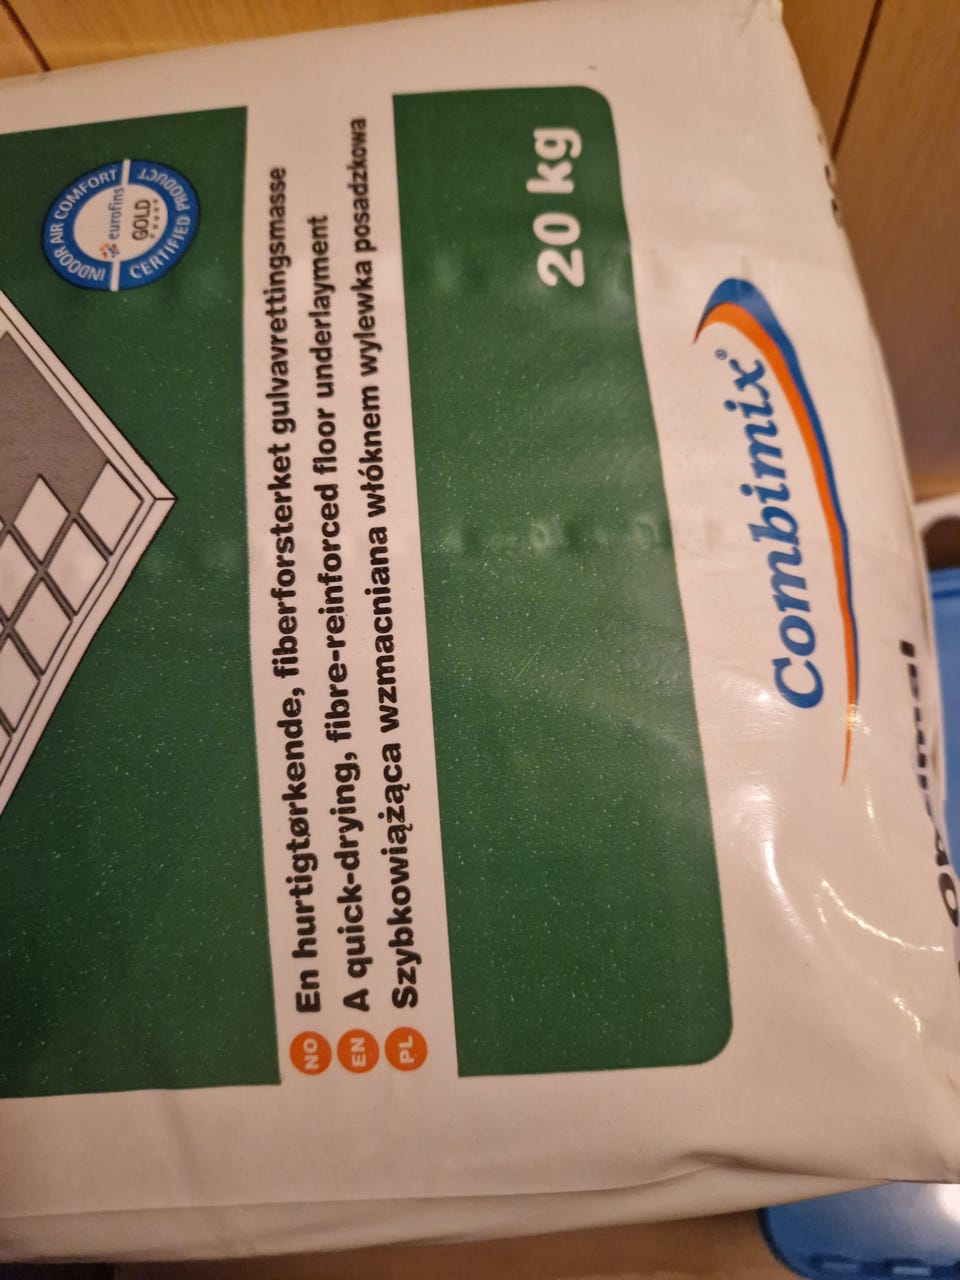 INDOOR AIR COMFORT
eurofins
GOLD
CERTIFIED PRODUCT
NO En hurtigtørkende, fiberforsterket gulvavrettingsmasse
EN A quick-drying, fibre-reinforced floor underlayment
PL Szybkowiążąca wzmacniana włóknem wylewka posadzkowa
20 kg
Combimix®